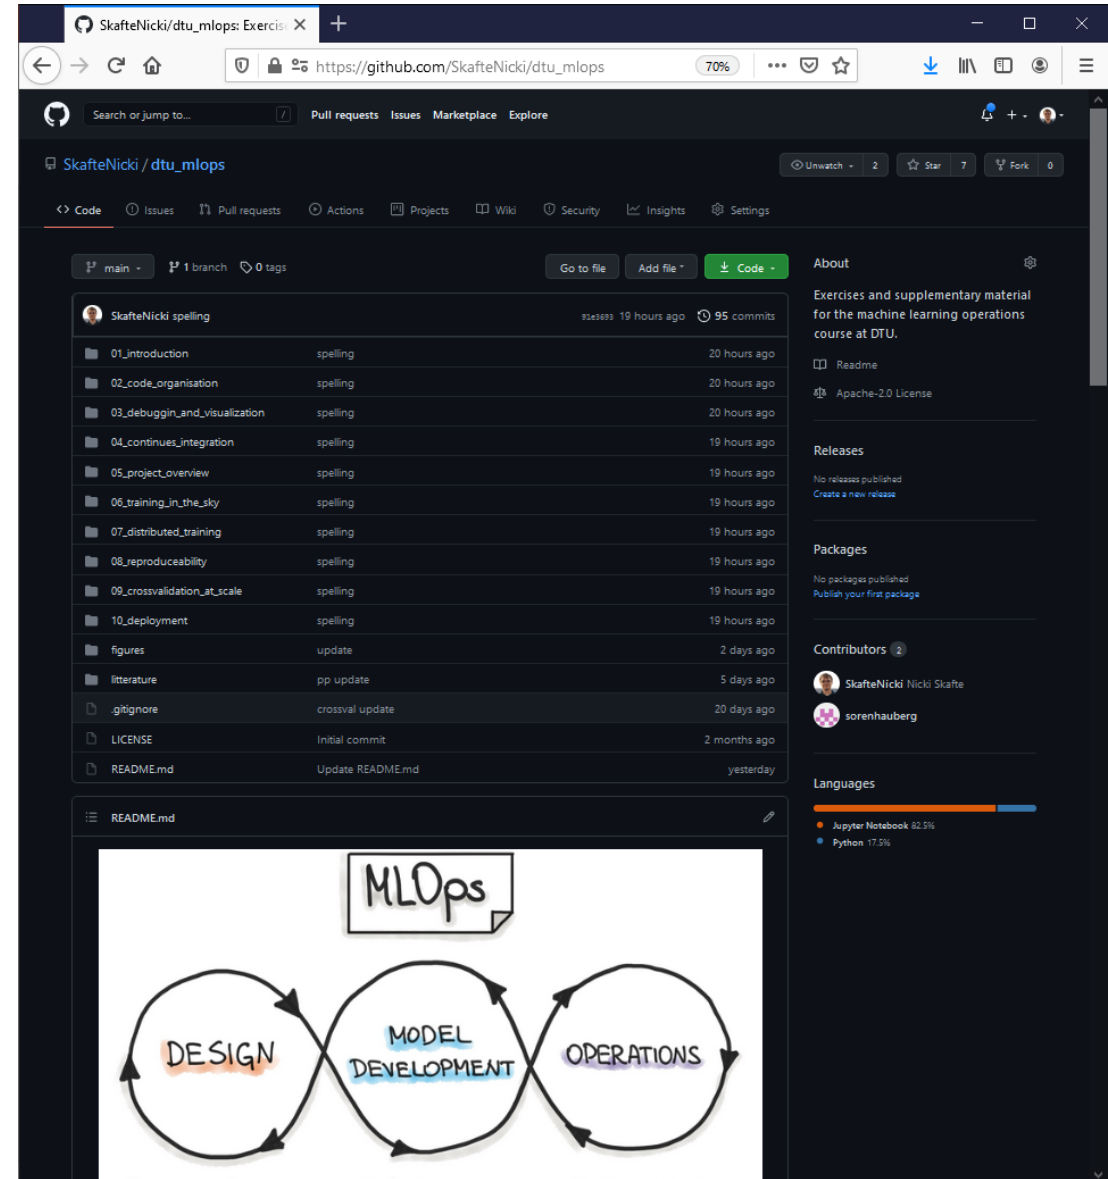 SkafteNicki/dtu_mlops: Exercise
https://github.com/SkafteNicki/dtu_mlops
70%
Search or jump to...
/
Pull requests Issues Marketplace Explore
SkafteNicki / dtu_mlops
Unwatch 2 Star 7 Fork 0
Code Issues Pull requests Actions Projects Wiki Security Insights Settings
main 1 branch 0 tags
Go to file Add file Code
SkafteNicki spelling 91e3693 19 hours ago 95 commits
01_introduction spelling 20 hours ago
02_code_organisation spelling 20 hours ago
03_debuggin_and_visualization spelling 20 hours ago
04_continues_integration spelling 19 hours ago
05_project_overview spelling 19 hours ago
06_training_in_the_sky spelling 19 hours ago
07_distributed_training spelling 19 hours ago
08_reproduceability spelling 19 hours ago
09_crossvalidation_at_scale spelling 19 hours ago
10_deployment spelling 19 hours ago
figures update 2 days ago
litterature pp update 5 days ago
.gitignore crossval update 20 days ago
LICENSE Initial commit 2 months ago
README.md Update README.md yesterday
README.md
MLOps
DESIGN
MODEL
DEVELOPMENT
OPERATIONS
About
Exercises and supplementary material
for the machine learning operations
course at DTU.
Readme
Apache-2.0 License
Releases
No releases published
Create a new release
Packages
No packages published
Publish your first package
Contributors 2
SkafteNicki Nicki Skafte
sorenhauberg
Languages
Jupyter Notebook 82.5%
Python 17.5%